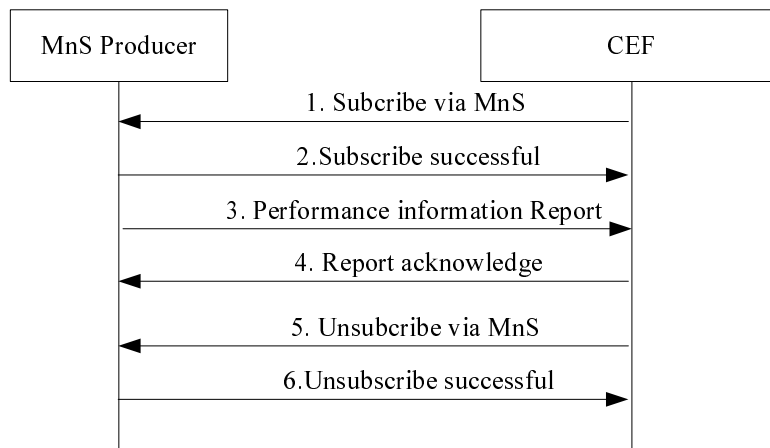 MnS Producer
CEF
1. Subcribe via MnS
2.Subscribe successful
3. Performance information Report
4. Report acknowledge
5. Unsubcribe via MnS
6.Unsubscribe successful